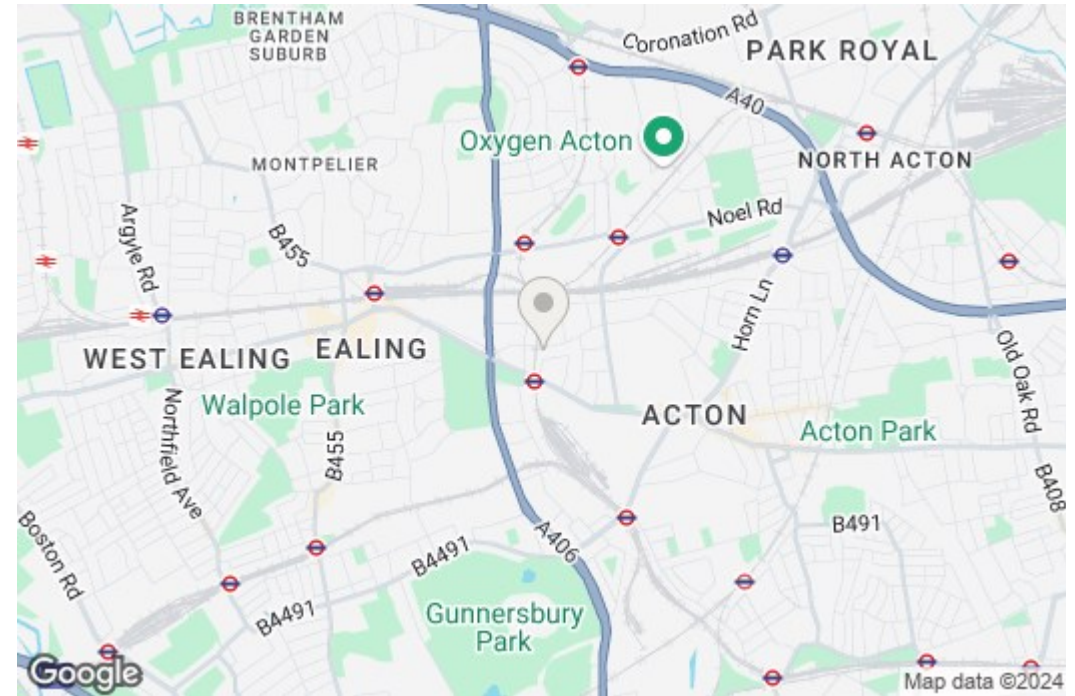 BRENTHAM
GARDEN
SUBURB
Coronation Rd
PARK ROYAL
A40
Oxygen Acton
MONTPELIER
NORTH ACTON
Argyle Rd
B455
Noel Rd
Horn Ln
WEST EALING
EALING
Old Oak Rd
Walpole Park
ACTON
Acton Park
Northfield Ave
B455
B408
Boston Rd
B4491
A406
B491
B4491
Gunnersbury
Park
Google
Map data ©2024